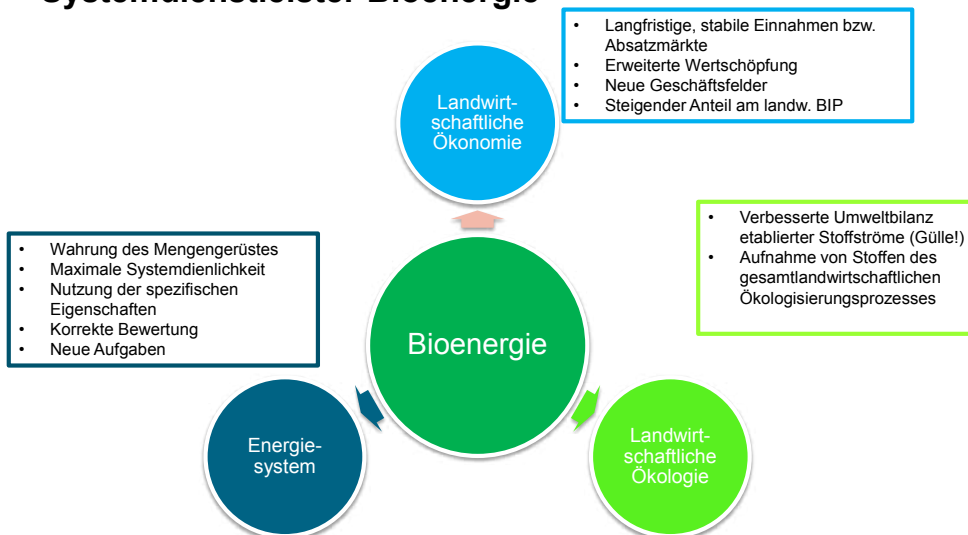 Systemdienstleister Bioenergie
• Langfristige, stabile Einnahmen bzw.
Absatzmärkte
• Erweiterte Wertschöpfung
• Neue Geschäftsfelder
• Steigender Anteil am landw. BIP
Landwirt-
schaftliche
Ökonomie
• Verbesserte Umweltbilanz
etablierter Stoffströme (Gülle!)
• Aufnahme von Stoffen des
gesamtlandwirtschaftlichen
Ökologisierungsprozesses
• Wahrung des Mengengerüstes
• Maximale Systemdienlichkeit
• Nutzung der spezifischen
Eigenschaften
• Korrekte Bewertung
• Neue Aufgaben
Bioenergie
Energie-
system
Landwirt-
schaftliche
Ökologie